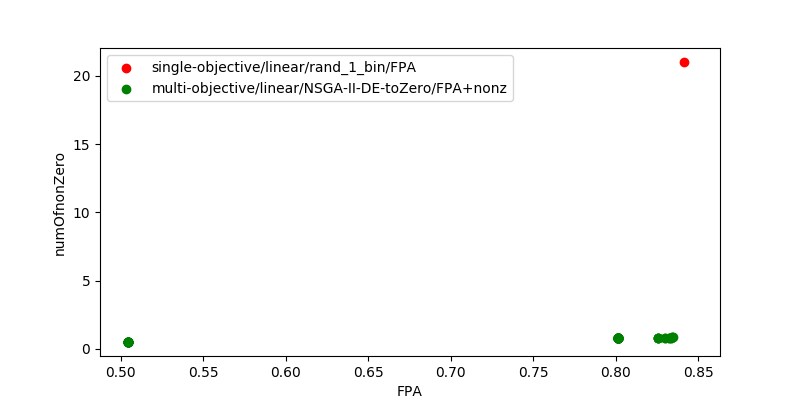 single-objective/linear/rand_1_bin/FPA
multi-objective/linear/NSGA-II-DE-toZero/FPA+nonz
20
15
10
5
0
numOfnonZero
0.50 0.55 0.60 0.65 0.70 0.75 0.80 0.85
FPA